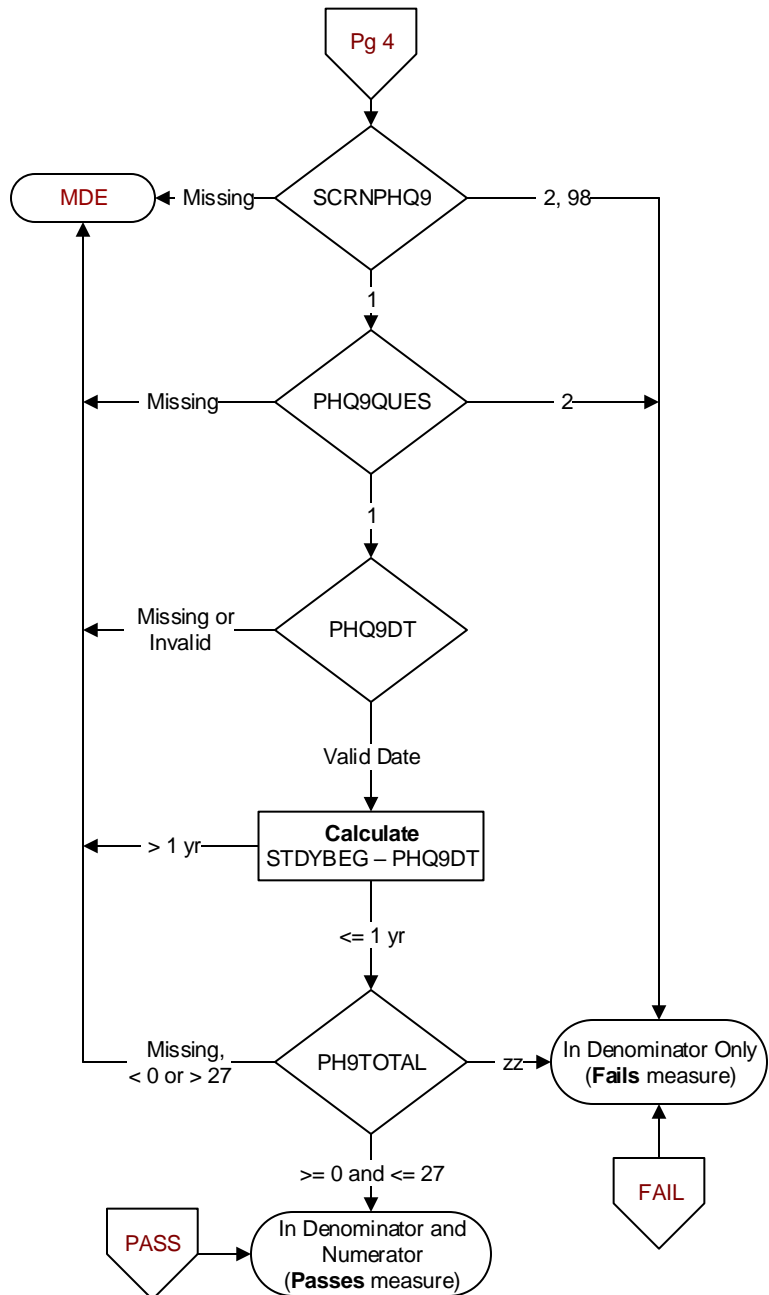 Pg 4
MDE
Missing
SCRNPHQ9
2, 98
1
Missing
PHQ9QUES
2
1
Missing or
Invalid
PHQ9DT
Valid Date
> 1 yr
Calculate
STDYBEG – PHQ9DT
<= 1 yr
Missing,
< 0 or > 27
PH9TOTAL
zz
In Denominator Only
(Fails measure)
>= 0 and <= 27
FAIL
PASS
In Denominator and
Numerator
(Passes measure)